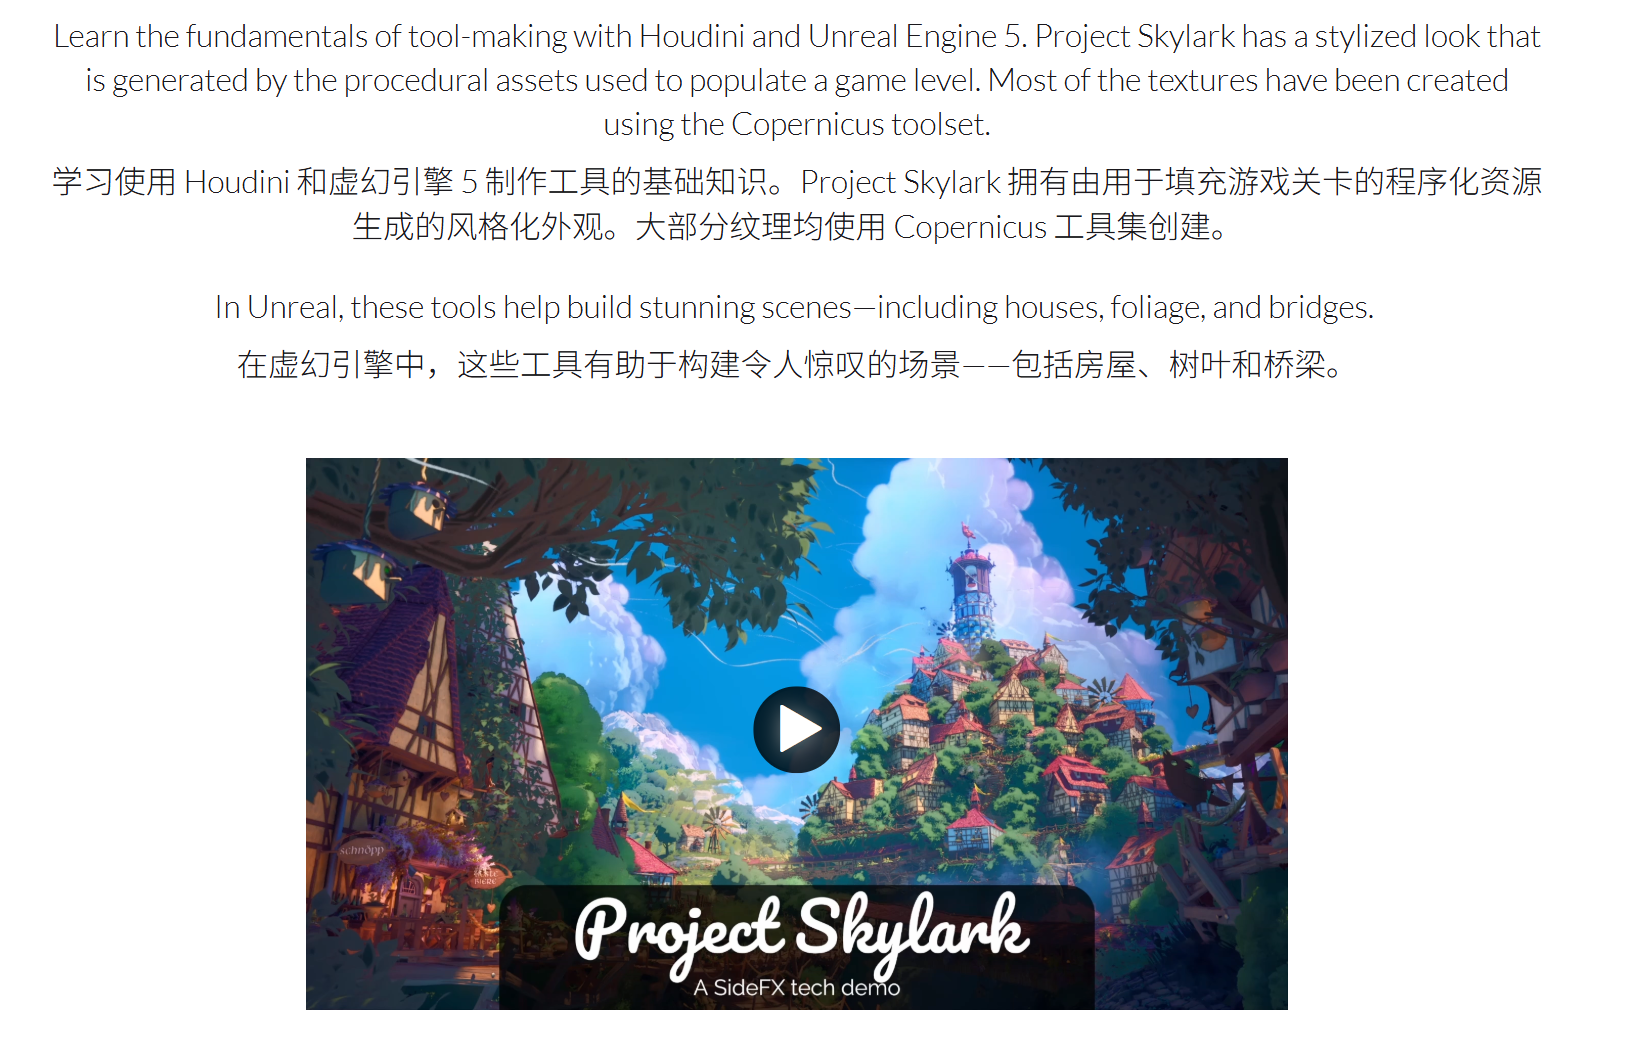 Learn the fundamentals of tool-making with Houdini and Unreal Engine 5. Project Skylark has a stylized look that
is generated by the procedural assets used to populate a game level. Most of the textures have been created
using the Copernicus toolset.
学习使用 Houdini 和虚幻引擎 5 制作工具的基础知识。Project Skylark 拥有由用于填充游戏关卡的程序化资源
生成的风格化外观。大部分纹理均使用 Copernicus 工具集创建。
In Unreal, these tools help build stunning scenes—including houses, foliage, and bridges.
在虚幻引擎中，这些工具有助于构建令人惊叹的场景——包括房屋、树叶和桥梁。
schnöpp
BIERE
Project Skylark
A SideFX tech demo